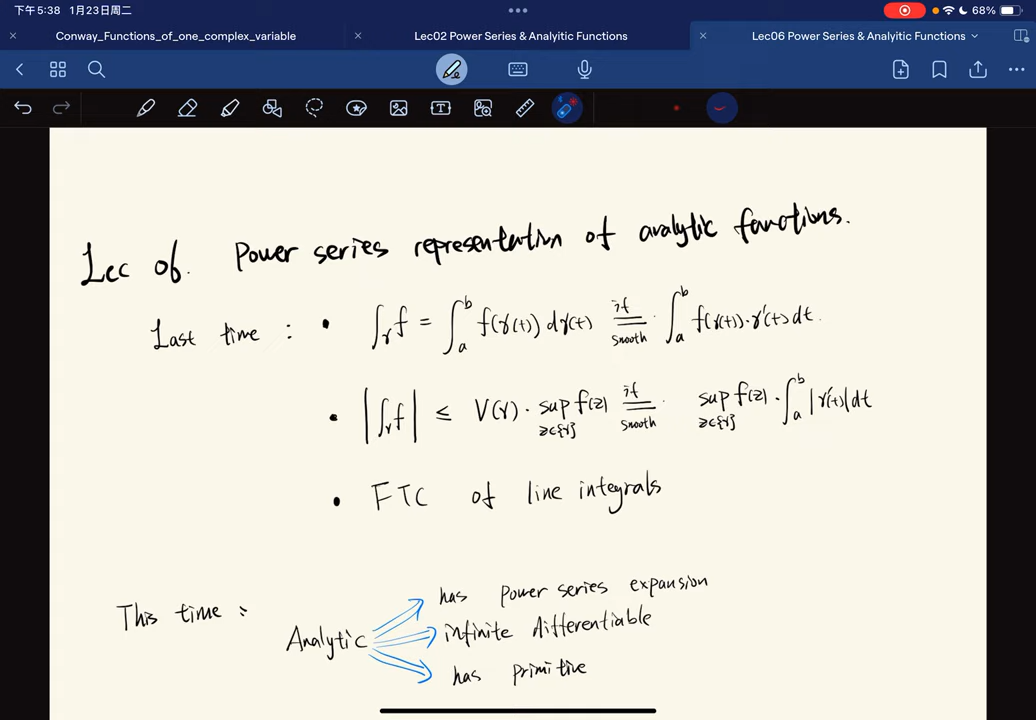 下午5:38 1月23日周二
68%
Conway_Functions_of_one_complex_variable
Lec02 Power Series & Analyitic Functions
Lec06 Power Series & Analyitic Functions
Lec 06. Power series representation of analytic functions.
Last time : • ∫_γ f = ∫_a^b f(γ(t)) dγ(t) =(if smooth) ∫_a^b f(γ(t))·γ'(t) dt.
• |∫_γ f| ≤ V(γ) · sup_{z∈{γ}} f(z) =(if smooth) sup_{z∈{γ}} f(z) · ∫_a^b |γ'(t)| dt
• FTC of line integrals
This time :
has power series expansion
Analytic
infinite differentiable
has primitive